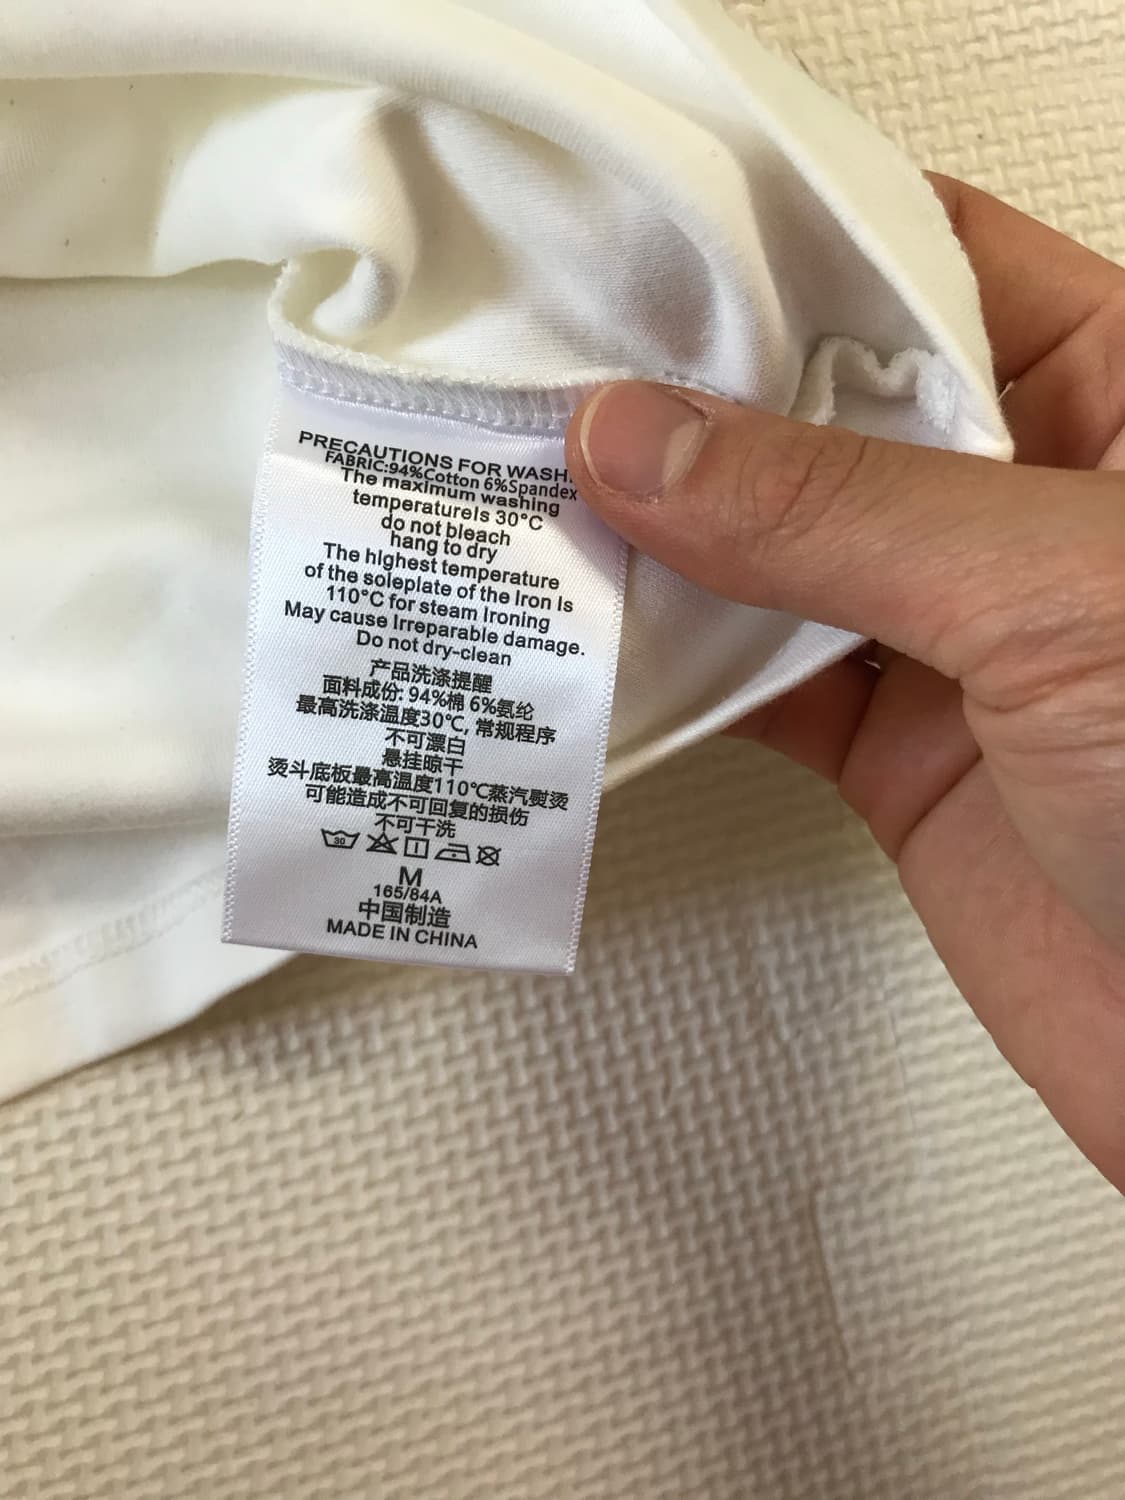 PRECAUTIONS FOR WASH
FABRIC:94%Cotton 6%Spandex
The maximum washing
temperatureIs 30°C
do not bleach
hang to dry
The highest temperature
of the soleplate of the Iron Is
110°C for steam Ironing
May cause Irreparable damage.
Do not dry-clean
产品洗涤提醒
面料成份: 94%棉 6%氨纶
最高洗涤温度30℃, 常规程序
不可漂白
悬挂晾干
烫斗底板最高温度110℃蒸汽熨烫
可能造成不可回复的损伤
不可干洗
30
M
165/84A
中国制造
MADE IN CHINA